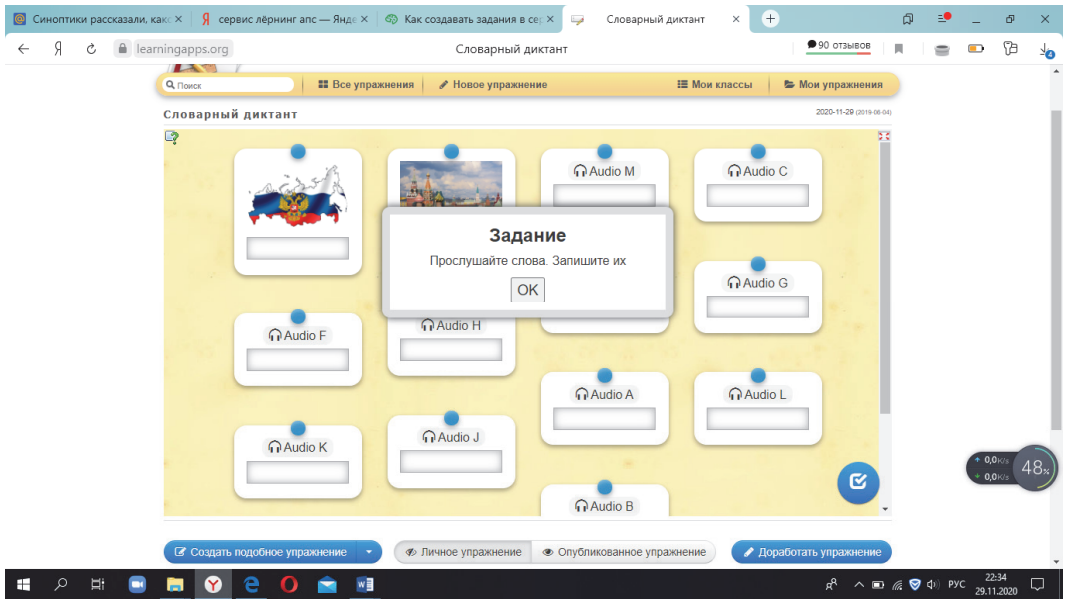 Синоптики рассказали, как
сервис лёрнинг апс — Янде
Как создавать задания в сер
Словарный диктант
learningapps.org
Словарный диктант
90 отзывов
4
Поиск
Все упражнения
Новое упражнение
Мои классы
Мои упражнения
Словарный диктант
2020-11-29 (2019-06-04)
Audio M
Audio C
Задание
Прослушайте слова. Запишите их
OK
Audio G
Audio F
Audio H
Audio A
Audio L
Audio K
Audio J
Audio B
0,0K/s
0,0K/s
48%
Создать подобное упражнение
Личное упражнение
Опубликованное упражнение
Доработать упражнение
РУС
22:34
29.11.2020